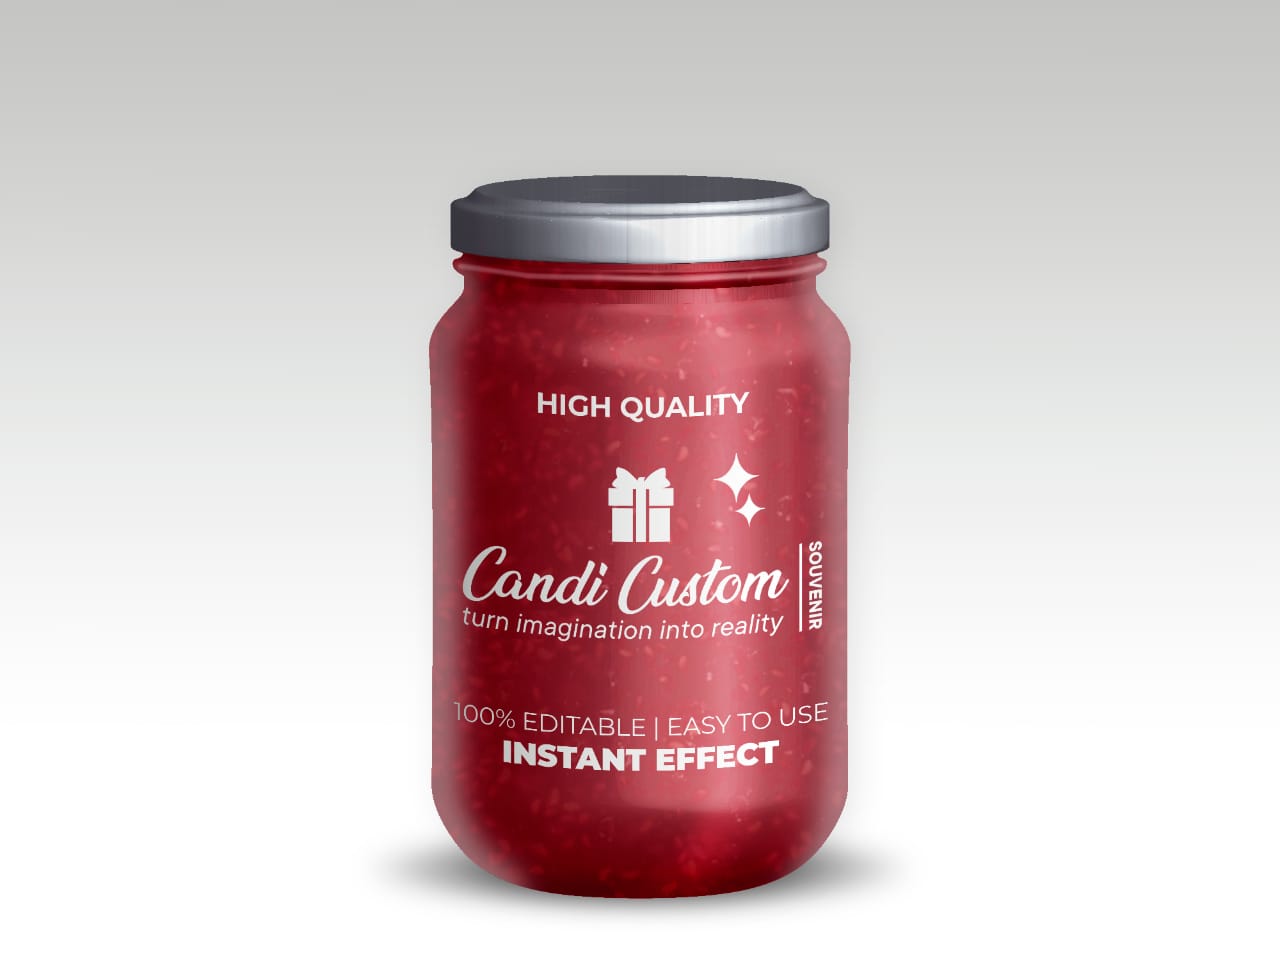 HIGH QUALITY
Candi Custom
turn imagination into reality
SOUVENIR
100% EDITABLE | EASY TO USE
INSTANT EFFECT